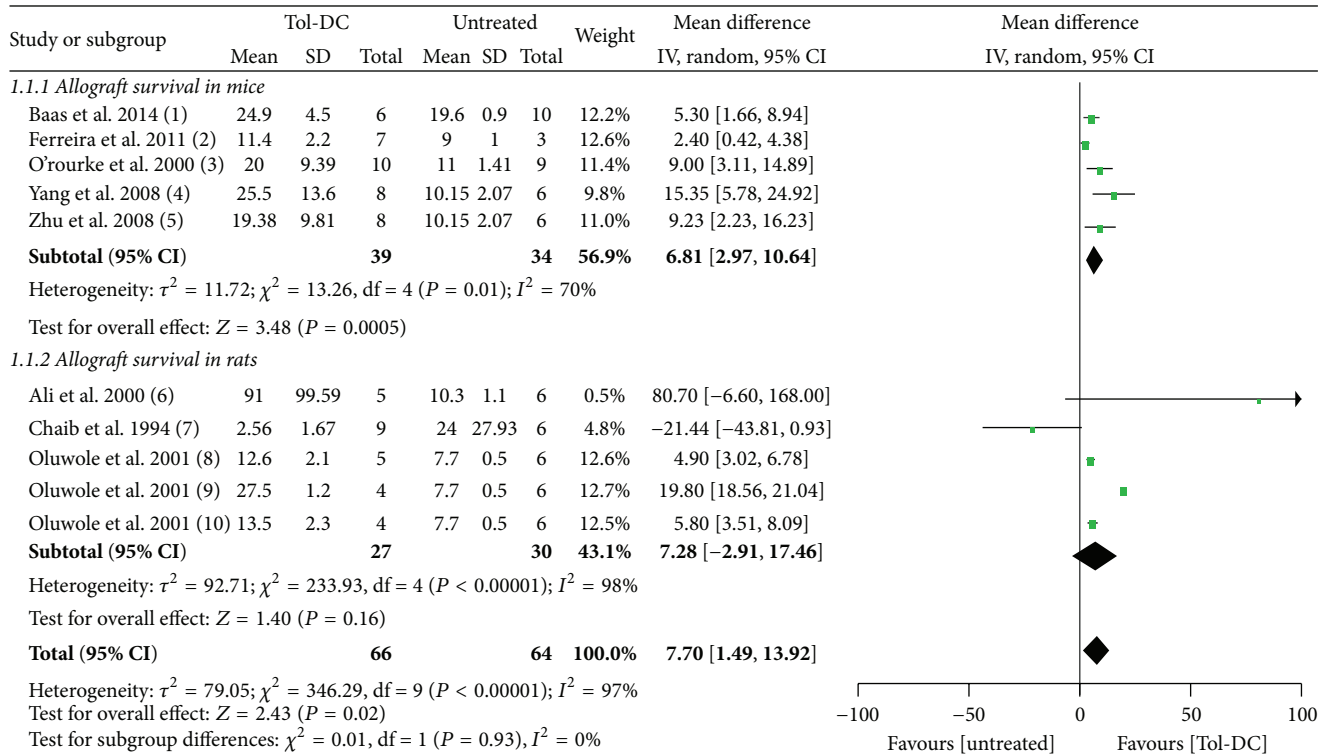 Study or subgroup Tol-DC Untreated Weight Mean difference Mean difference
Mean SD Total Mean SD Total IV, random, 95% CI IV, random, 95% CI
1.1.1 Allograft survival in mice
Baas et al. 2014 (1) 24.9 4.5 6 19.6 0.9 10 12.2% 5.30 [1.66, 8.94]
Ferreira et al. 2011 (2) 11.4 2.2 7 9 1 3 12.6% 2.40 [0.42, 4.38]
O'rourke et al. 2000 (3) 20 9.39 10 11 1.41 9 11.4% 9.00 [3.11, 14.89]
Yang et al. 2008 (4) 25.5 13.6 8 10.15 2.07 6 9.8% 15.35 [5.78, 24.92]
Zhu et al. 2008 (5) 19.38 9.81 8 10.15 2.07 6 11.0% 9.23 [2.23, 16.23]
Subtotal (95% CI) 39 34 56.9% 6.81 [2.97, 10.64]
Heterogeneity: τ² = 11.72; χ² = 13.26, df = 4 (P = 0.01); I² = 70%
Test for overall effect: Z = 3.48 (P = 0.0005)
1.1.2 Allograft survival in rats
Ali et al. 2000 (6) 91 99.59 5 10.3 1.1 6 0.5% 80.70 [−6.60, 168.00]
Chaib et al. 1994 (7) 2.56 1.67 9 24 27.93 6 4.8% −21.44 [−43.81, 0.93]
Oluwole et al. 2001 (8) 12.6 2.1 5 7.7 0.5 6 12.6% 4.90 [3.02, 6.78]
Oluwole et al. 2001 (9) 27.5 1.2 4 7.7 0.5 6 12.7% 19.80 [18.56, 21.04]
Oluwole et al. 2001 (10) 13.5 2.3 4 7.7 0.5 6 12.5% 5.80 [3.51, 8.09]
Subtotal (95% CI) 27 30 43.1% 7.28 [−2.91, 17.46]
Heterogeneity: τ² = 92.71; χ² = 233.93, df = 4 (P < 0.00001); I² = 98%
Test for overall effect: Z = 1.40 (P = 0.16)
Total (95% CI) 66 64 100.0% 7.70 [1.49, 13.92]
Heterogeneity: τ² = 79.05; χ² = 346.29, df = 9 (P < 0.00001); I² = 97%
Test for overall effect: Z = 2.43 (P = 0.02)
Test for subgroup differences: χ² = 0.01, df = 1 (P = 0.93), I² = 0%
−100 −50 0 50 100
Favours [untreated] Favours [Tol-DC]